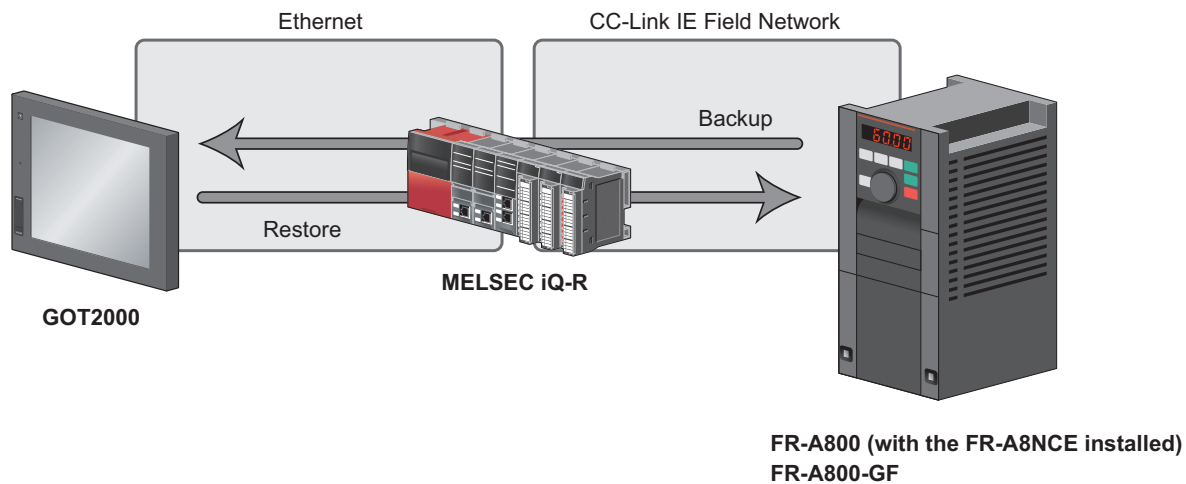 Ethernet
CC-Link IE Field Network
Backup
60.00
Restore
MELSEC iQ-R
GOT2000
FR-A800 (with the FR-A8NCE installed)
FR-A800-GF